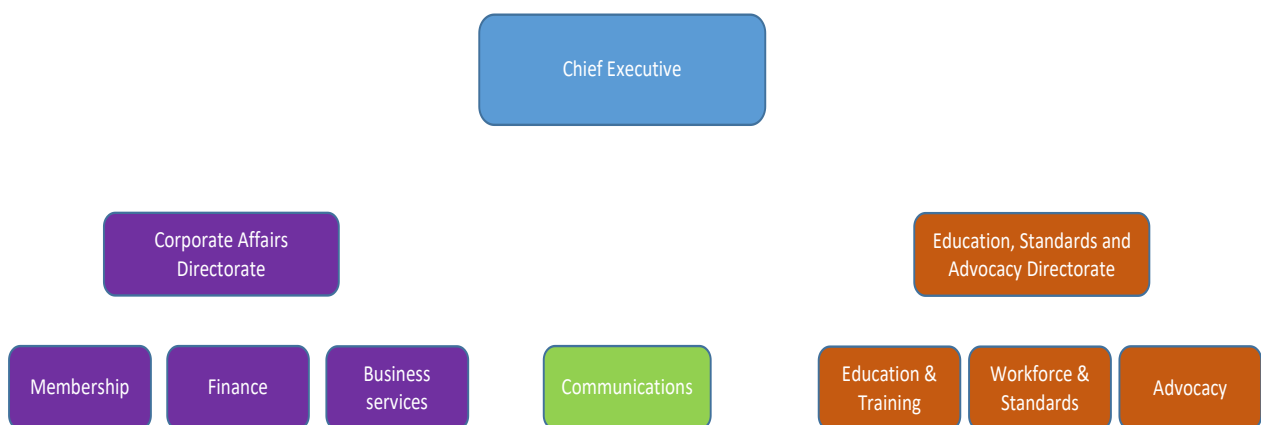 Chief Executive
Corporate Affairs
Directorate
Education, Standards and
Advocacy Directorate
Membership
Finance
Business
services
Communications
Education &
Training
Workforce &
Standards
Advocacy